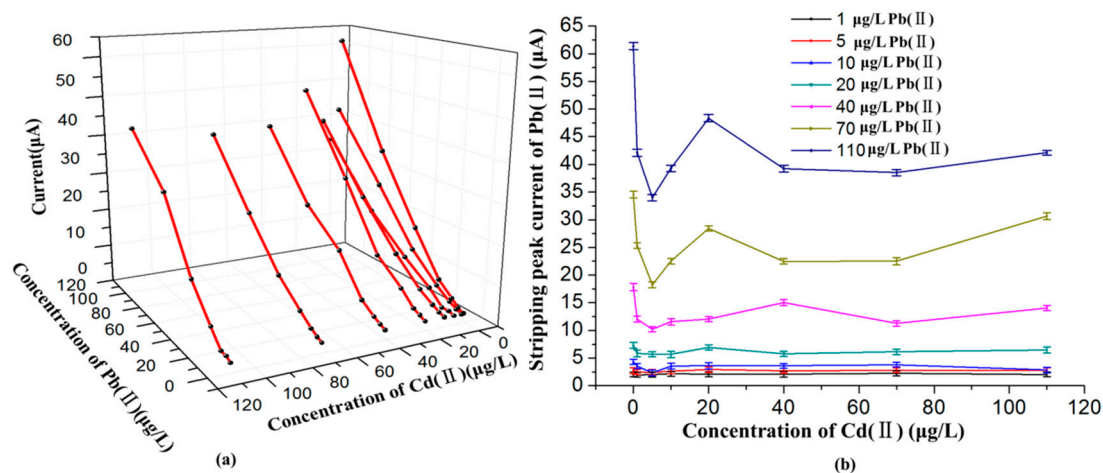 60
50
40
30
20
10
0
Current(μA)
120
100
80
60
40
20
0
Concentration of Pb(Ⅱ)(μg/L)
120
100
80
60
40
20
0
Concentration of Cd(Ⅱ)(μg/L)
(a)
65
60
55
50
45
40
35
30
25
20
15
10
5
0
Stripping peak current of Pb(Ⅱ) (μA)
1 μg/L Pb(Ⅱ)
5 μg/L Pb(Ⅱ)
10 μg/L Pb(Ⅱ)
20 μg/L Pb(Ⅱ)
40 μg/L Pb(Ⅱ)
70 μg/L Pb(Ⅱ)
110 μg/L Pb(Ⅱ)
0 20 40 60 80 100 120
Concentration of Cd(Ⅱ) (μg/L)
(b)